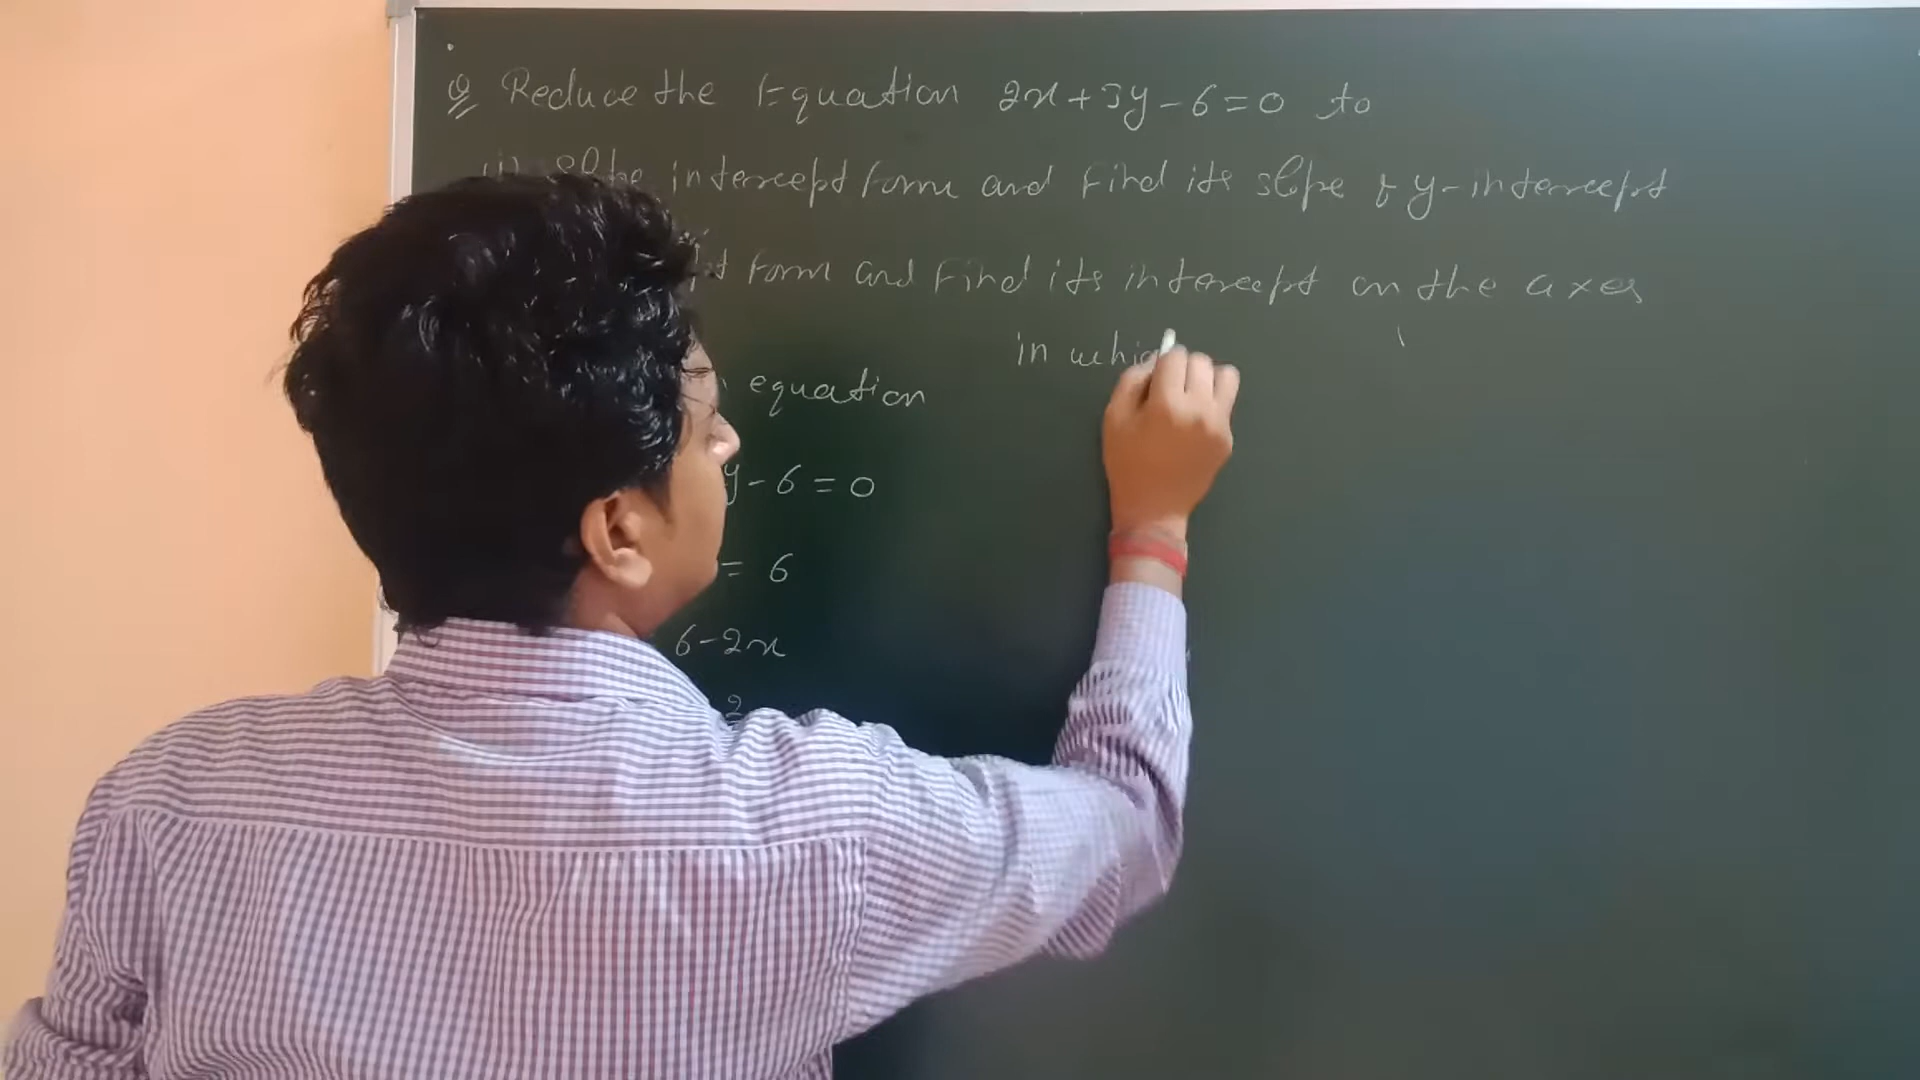 Q Reduce the Equation 2x+3y-6=0 to
(i) Slope intercept form and find its slope & y-intercept
form and find its intercept on the axes
in which
equation
y-6=0
= 6
6-2x
2